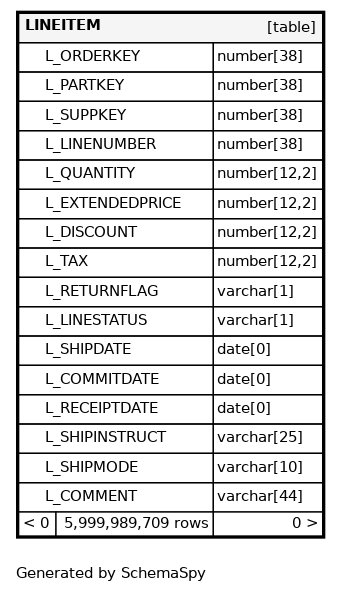 LINEITEM [table]
L_ORDERKEY number[38]
L_PARTKEY number[38]
L_SUPPKEY number[38]
L_LINENUMBER number[38]
L_QUANTITY number[12,2]
L_EXTENDEDPRICE number[12,2]
L_DISCOUNT number[12,2]
L_TAX number[12,2]
L_RETURNFLAG varchar[1]
L_LINESTATUS varchar[1]
L_SHIPDATE date[0]
L_COMMITDATE date[0]
L_RECEIPTDATE date[0]
L_SHIPINSTRUCT varchar[25]
L_SHIPMODE varchar[10]
L_COMMENT varchar[44]
< 0 5,999,989,709 rows 0 >
Generated by SchemaSpy